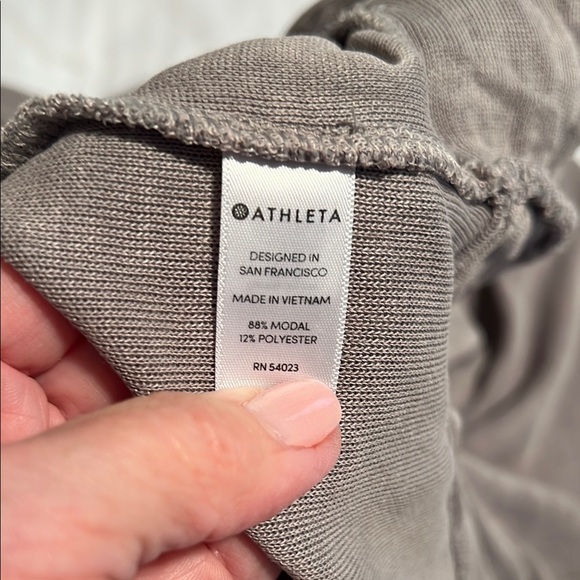 ATHLETA
DESIGNED IN
SAN FRANCISCO
MADE IN VIETNAM
88% MODAL
12% POLYESTER
RN 54023